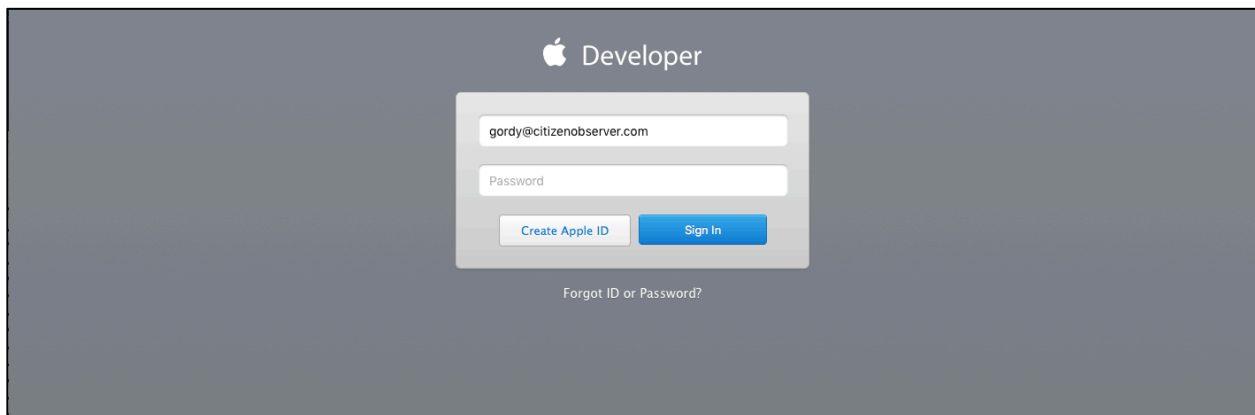 Developer
gordy@citizenobserver.com
Password
Create Apple ID Sign In
Forgot ID or Password?